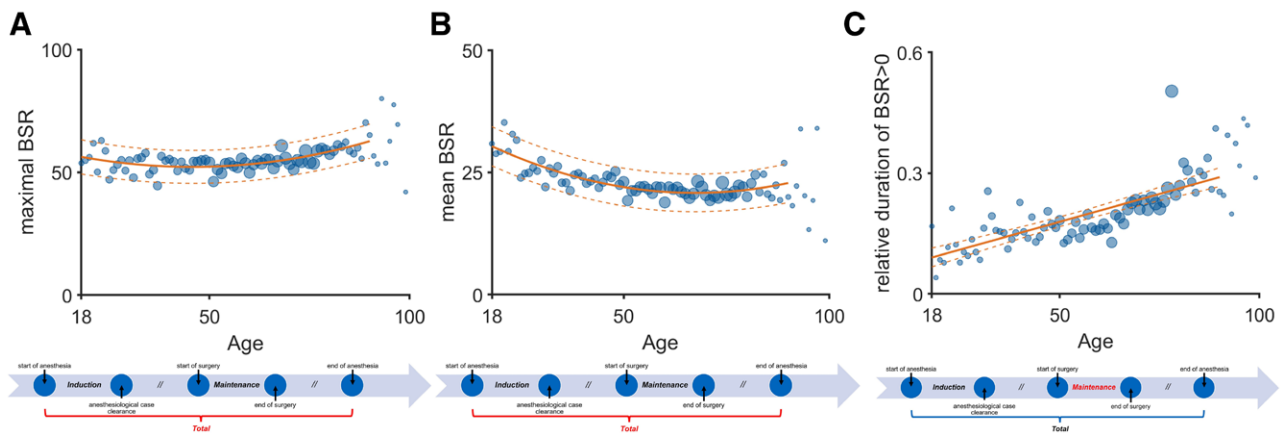 A
maximal BSR
100
50
0
18
50
100
Age
start of anesthesia
start of surgery
end of anesthesia
Induction
//
Maintenance
//
anesthesiological case
clearance
end of surgery
Total
B
mean BSR
50
25
0
18
50
100
Age
start of anesthesia
start of surgery
end of anesthesia
Induction
//
Maintenance
//
anesthesiological case
clearance
end of surgery
Total
C
relative duration of BSR>0
0.6
0.3
0
18
50
100
Age
start of anesthesia
start of surgery
end of anesthesia
Induction
//
Maintenance
//
anesthesiological case
clearance
end of surgery
Total